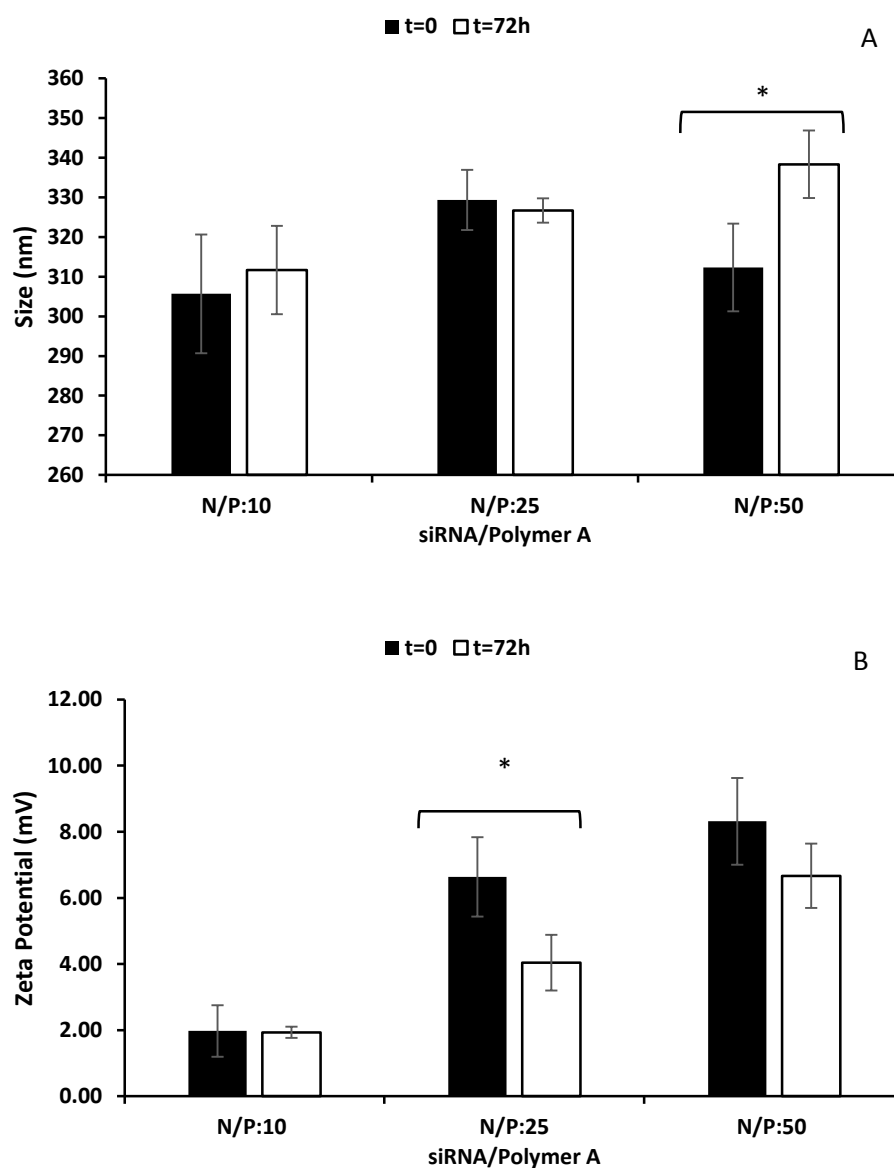 t=0 t=72h
A
360
350
340
330
320
310
300
290
280
270
260
Size (nm)
*
N/P:10 N/P:25 N/P:50
siRNA/Polymer A
t=0 t=72h
B
12.00
10.00
8.00
6.00
4.00
2.00
0.00
Zeta Potential (mV)
*
N/P:10 N/P:25 N/P:50
siRNA/Polymer A